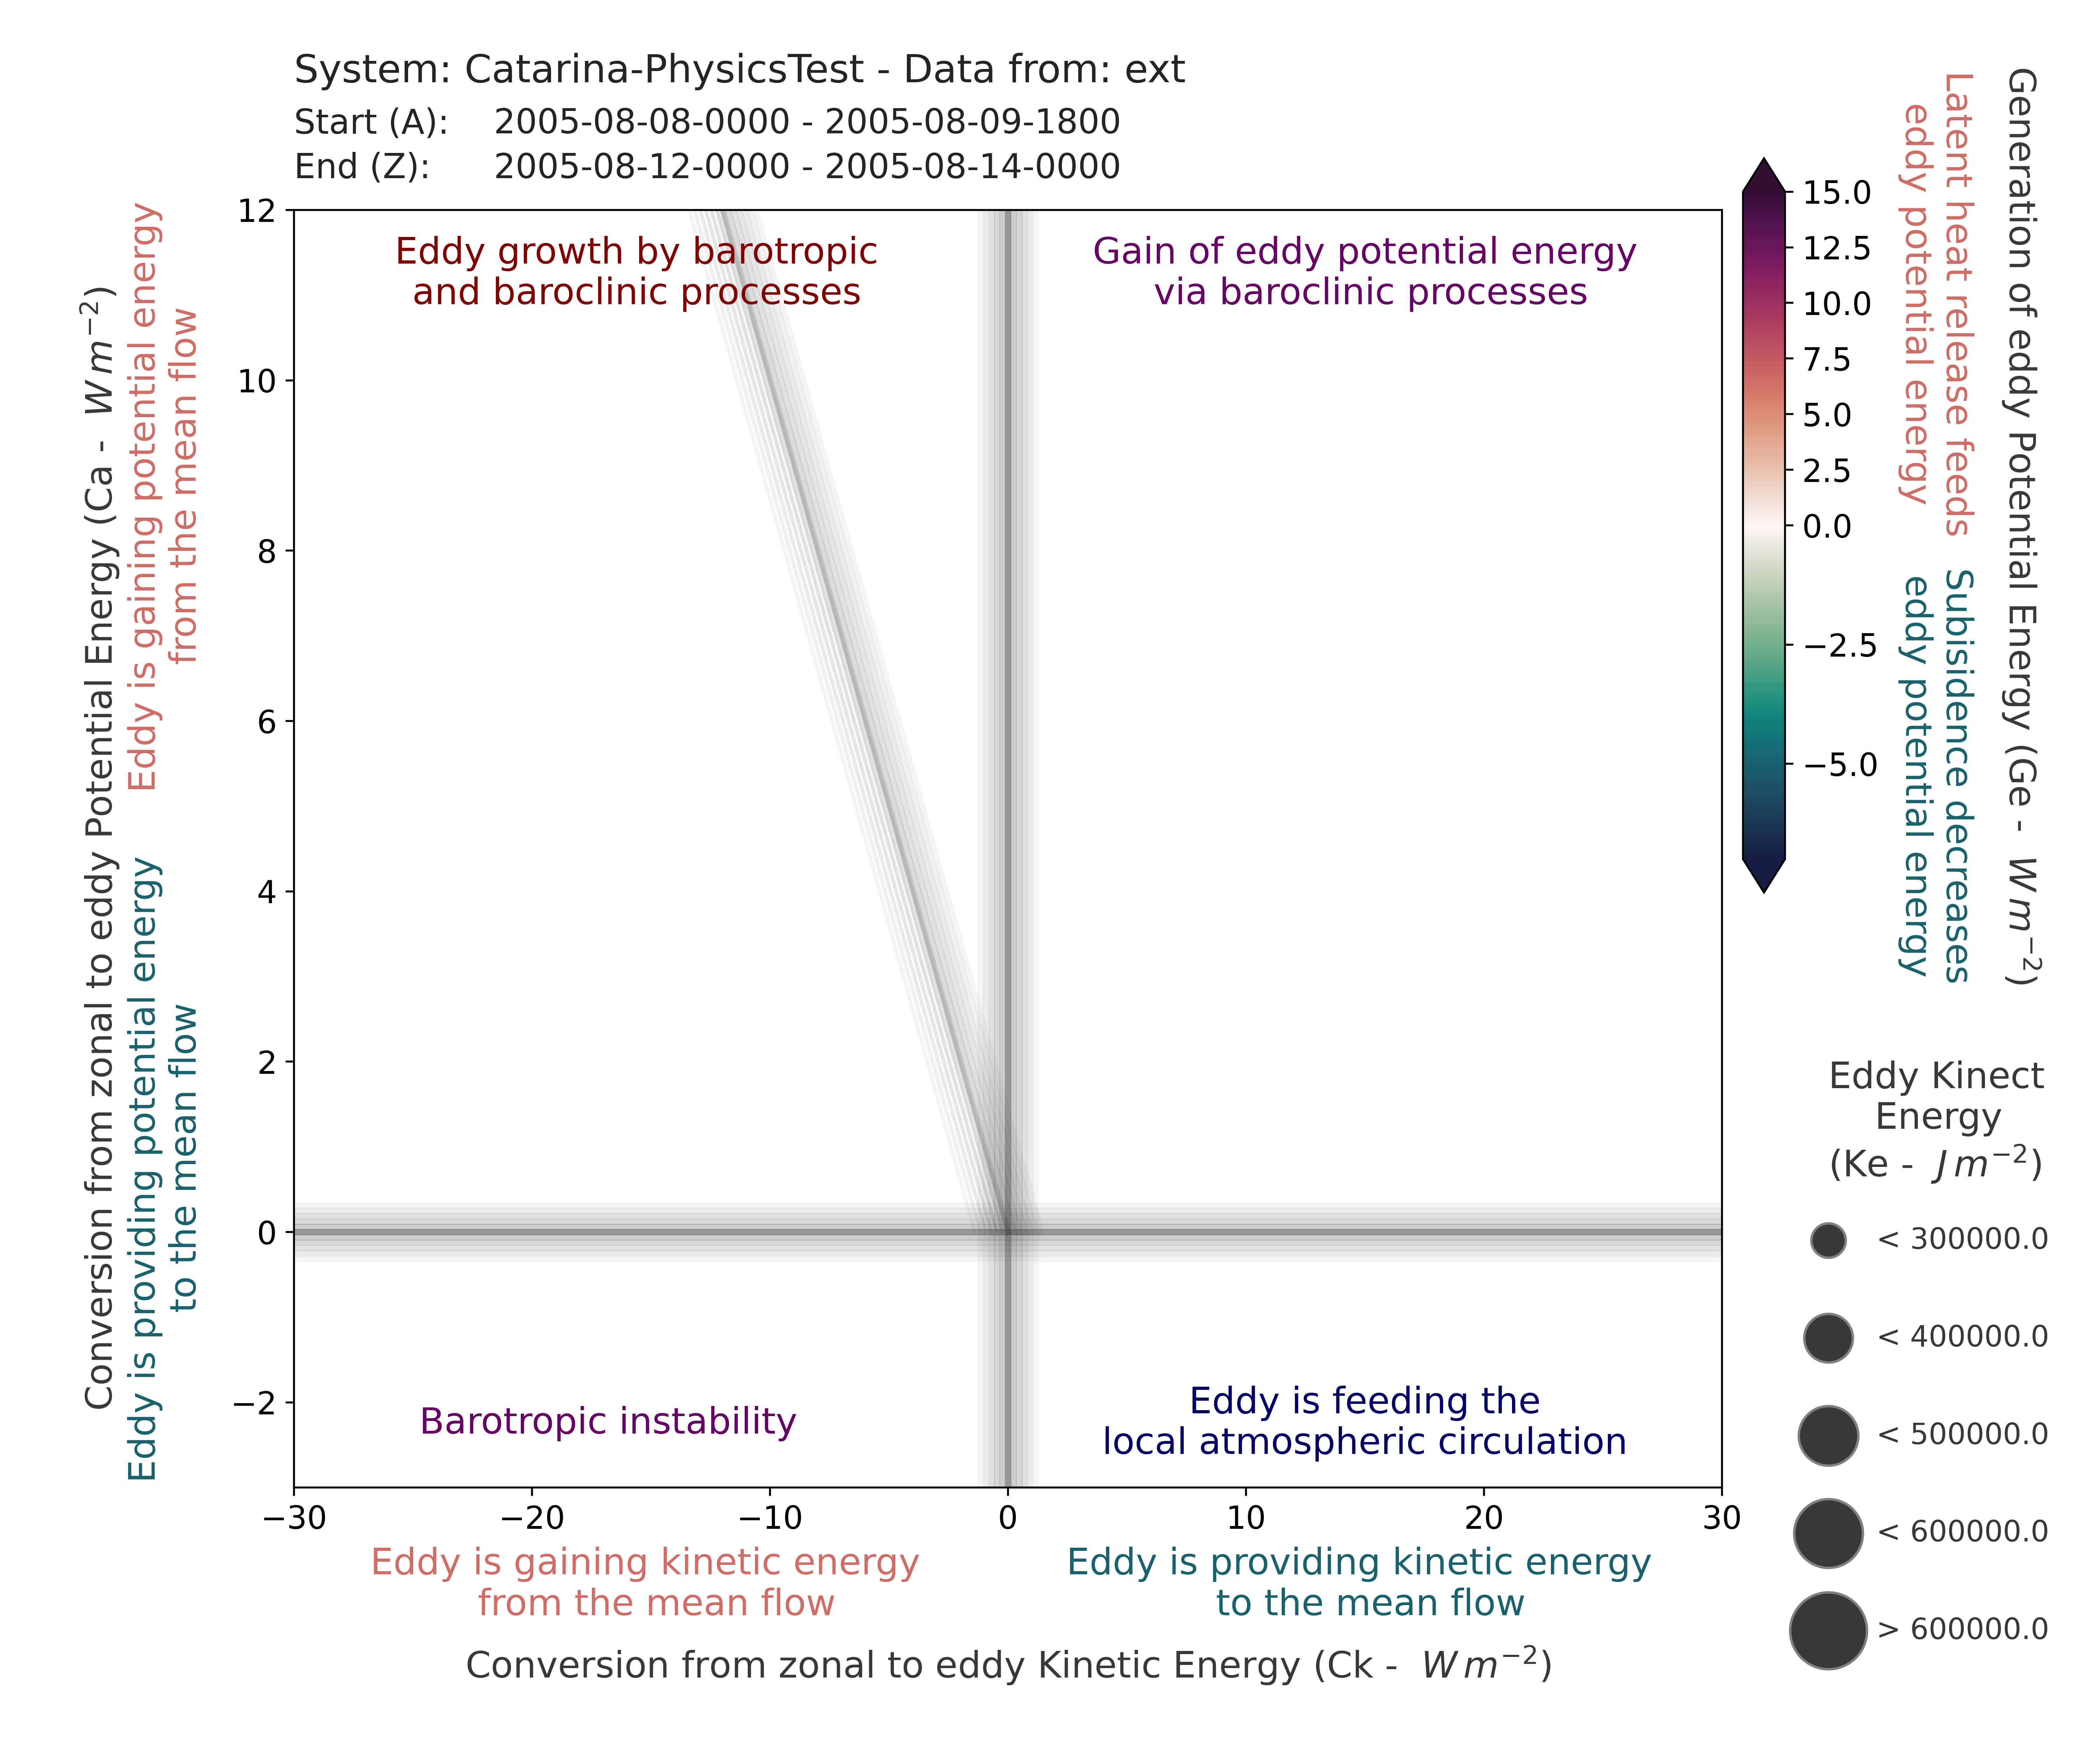 System: Catarina-PhysicsTest - Data from: ext
Start (A): 2005-08-08-0000 - 2005-08-09-1800
End (Z): 2005-08-12-0000 - 2005-08-14-0000
Conversion from zonal to eddy Potential Energy (Ca - W m⁻²)
Eddy is gaining potential energy
from the mean flow
Eddy is providing potential energy
to the mean flow
12
10
8
6
4
2
0
−2
Eddy growth by barotropic
and baroclinic processes
Gain of eddy potential energy
via baroclinic processes
Barotropic instability
Eddy is feeding the
local atmospheric circulation
−30
−20
−10
0
10
20
30
Eddy is gaining kinetic energy
from the mean flow
Eddy is providing kinetic energy
to the mean flow
Conversion from zonal to eddy Kinetic Energy (Ck - W m⁻²)
15.0
12.5
10.0
7.5
5.0
2.5
0.0
−2.5
−5.0
Latent heat release feeds
eddy potential energy
Subisidence decreases
eddy potential energy
Generation of eddy Potential Energy (Ge - W m⁻²)
Eddy Kinect
Energy
(Ke - J m⁻²)
< 300000.0
< 400000.0
< 500000.0
< 600000.0
> 600000.0